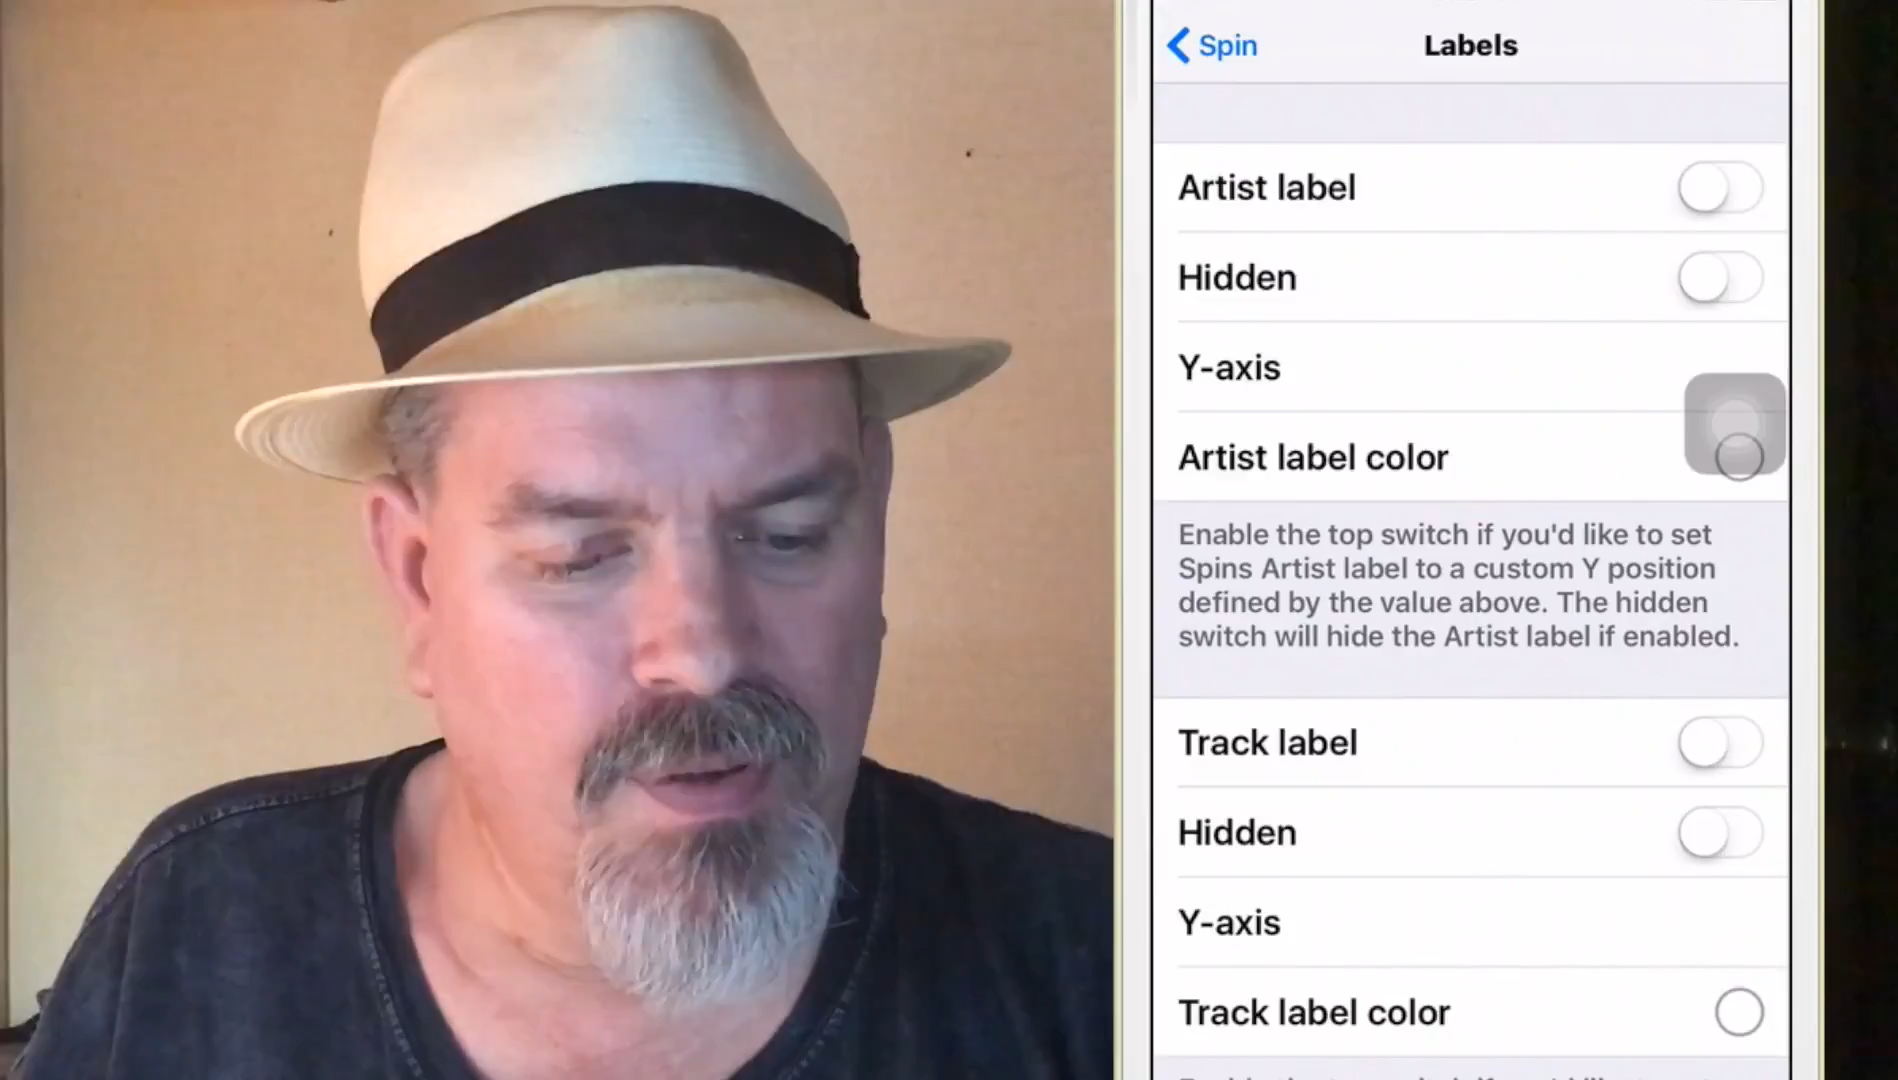 Spin
Labels
Artist label
Hidden
Y-axis
Artist label color
Enable the top switch if you'd like to set
Spins Artist label to a custom Y position
defined by the value above. The hidden
switch will hide the Artist label if enabled.
Track label
Hidden
Y-axis
Track label color